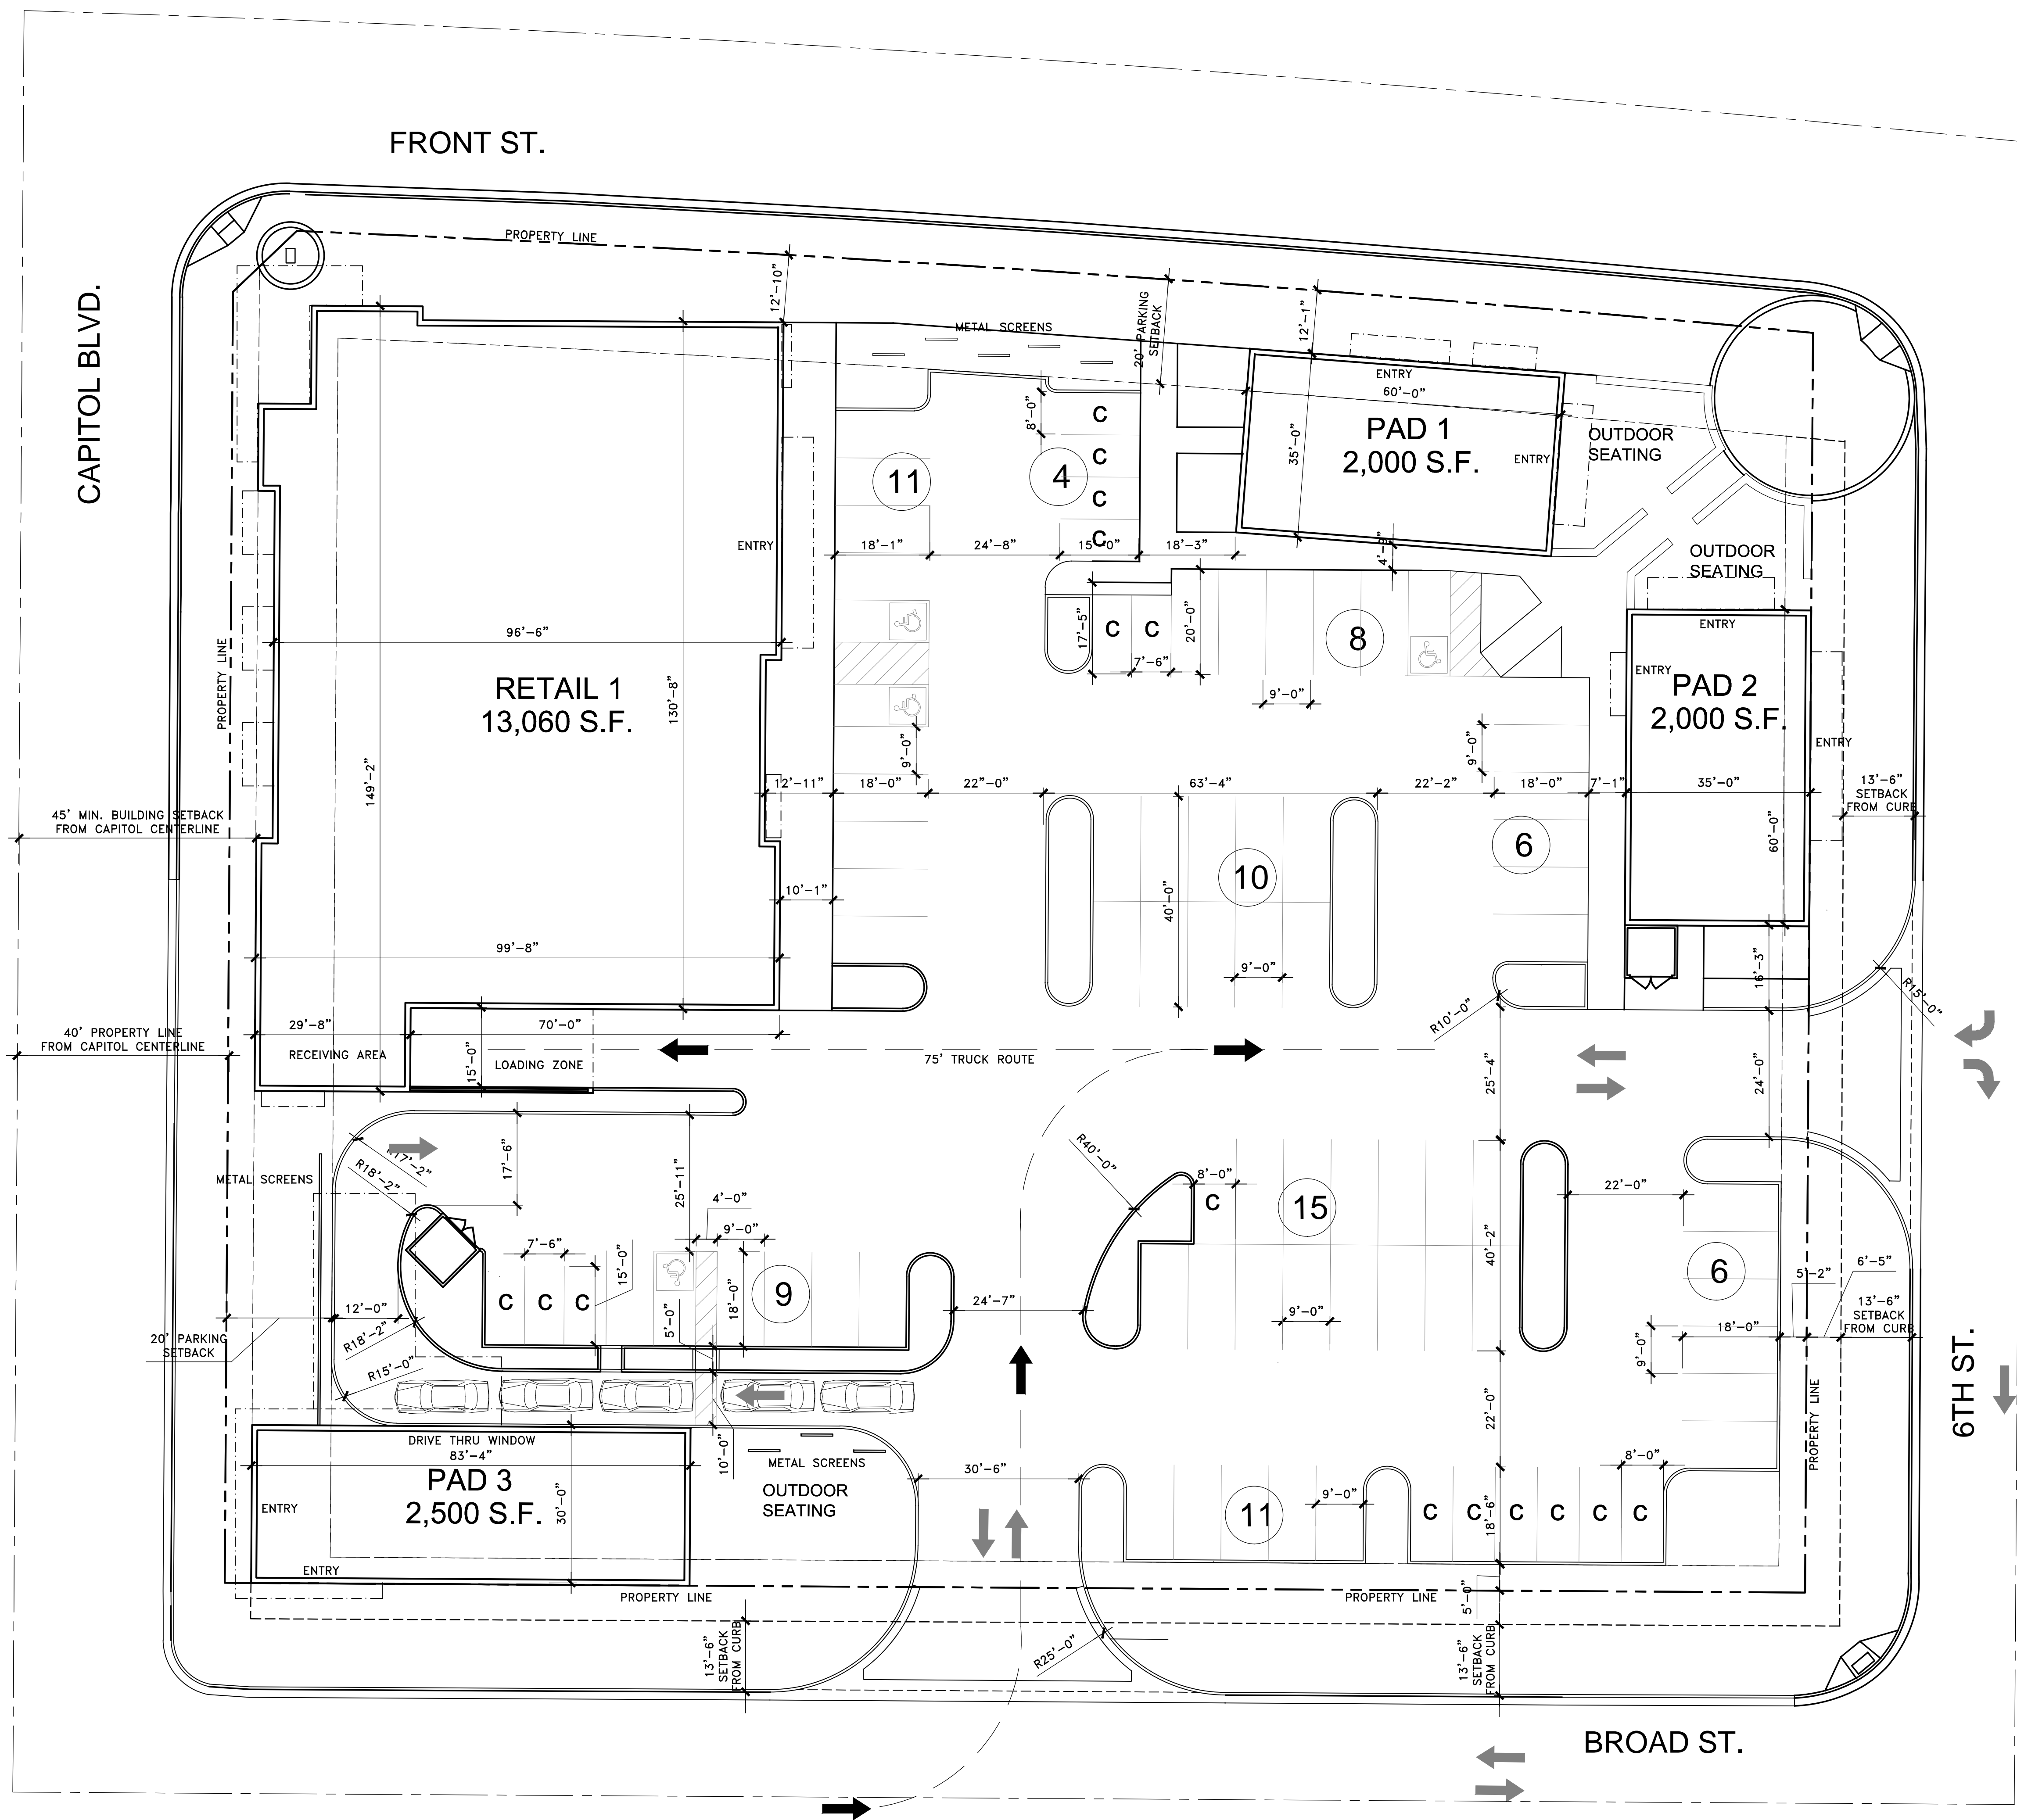 FRONT ST.
CAPITOL BLVD.
PROPERTY LINE
12'-10"
METAL SCREENS
20' PARKING
SETBACK
12'-1"
ENTRY
60'-0"
PAD 1
2,000 S.F.
35'-0"
ENTRY
OUTDOOR
SEATING
8'-0"
C
C
C
C
11
4
ENTRY
18'-1"
24'-8"
15'-0"
18'-3"
4'-0"
OUTDOOR
SEATING
96'-6"
PROPERTY LINE
RETAIL 1
13,060 S.F.
130'-8"
149'-2"
17'-5"
C
C
7'-6"
20'-0"
8
9'-0"
ENTRY
ENTRY
PAD 2
2,000 S.F.
ENTRY
9'-0"
9'-0"
12'-11"
18'-0"
22"-0"
63'-4"
22'-2"
18'-0"
7'-1"
35'-0"
13'-6"
SETBACK
FROM CURB
45' MIN. BUILDING SETBACK
FROM CAPITOL CENTERLINE
60'-0"
6
10
40'-0"
10'-1"
99'-8"
9'-0"
16'-3"
R10'-0"
R15'-0"
40' PROPERTY LINE
FROM CAPITOL CENTERLINE
29'-8"
70'-0"
RECEIVING AREA
LOADING ZONE
15'-0"
75' TRUCK ROUTE
25'-4"
24'-0"
R17'-2"
R18'-2"
17'-6"
25'-11"
METAL SCREENS
R40'-0"
8'-0"
C
15
22'-0"
4'-0"
9'-0"
7'-6"
15'-0"
C
C
C
18'-0"
5'-0"
9
24'-7"
40'-2"
9'-0"
6
5'-2"
6'-5"
13'-6"
SETBACK
FROM CURB
18'-0"
9'-0"
12'-0"
R18'-2"
20' PARKING
SETBACK
R15'-0"
6TH ST.
PROPERTY LINE
22'-0"
DRIVE THRU WINDOW
83'-4"
PAD 3
2,500 S.F.
30'-0"
ENTRY
ENTRY
10'-0"
METAL SCREENS
OUTDOOR
SEATING
30'-6"
9'-0"
8'-0"
11
C
C
C
C
C
C
18'-6"
PROPERTY LINE
PROPERTY LINE
5'-0"
13'-6"
SETBACK
FROM CURB
R25'-0"
13'-6"
SETBACK
FROM CURB
BROAD ST.